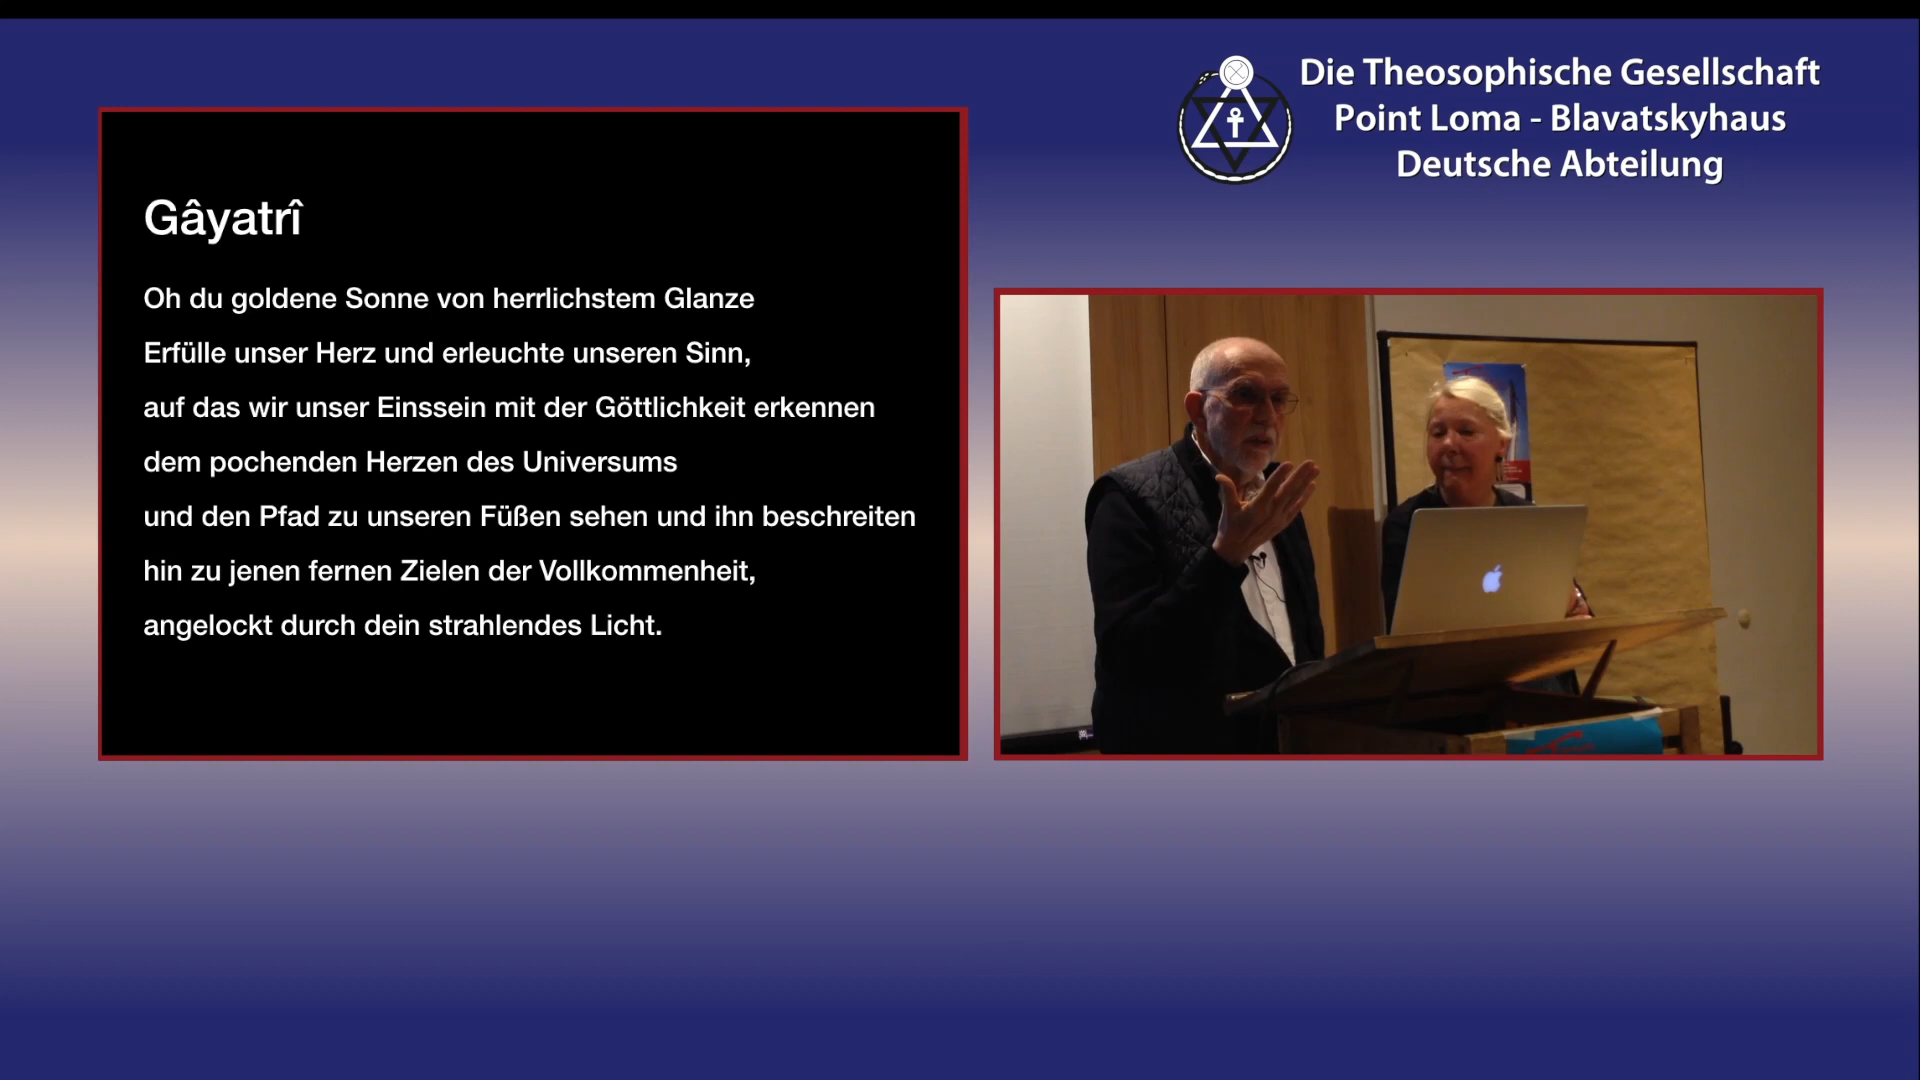 Die Theosophische Gesellschaft
Point Loma - Blavatskyhaus
Deutsche Abteilung
Gâyatrî
Oh du goldene Sonne von herrlichstem Glanze
Erfülle unser Herz und erleuchte unseren Sinn,
auf das wir unser Einssein mit der Göttlichkeit erkennen
dem pochenden Herzen des Universums
und den Pfad zu unseren Füßen sehen und ihn beschreiten
hin zu jenen fernen Zielen der Vollkommenheit,
angelockt durch dein strahlendes Licht.